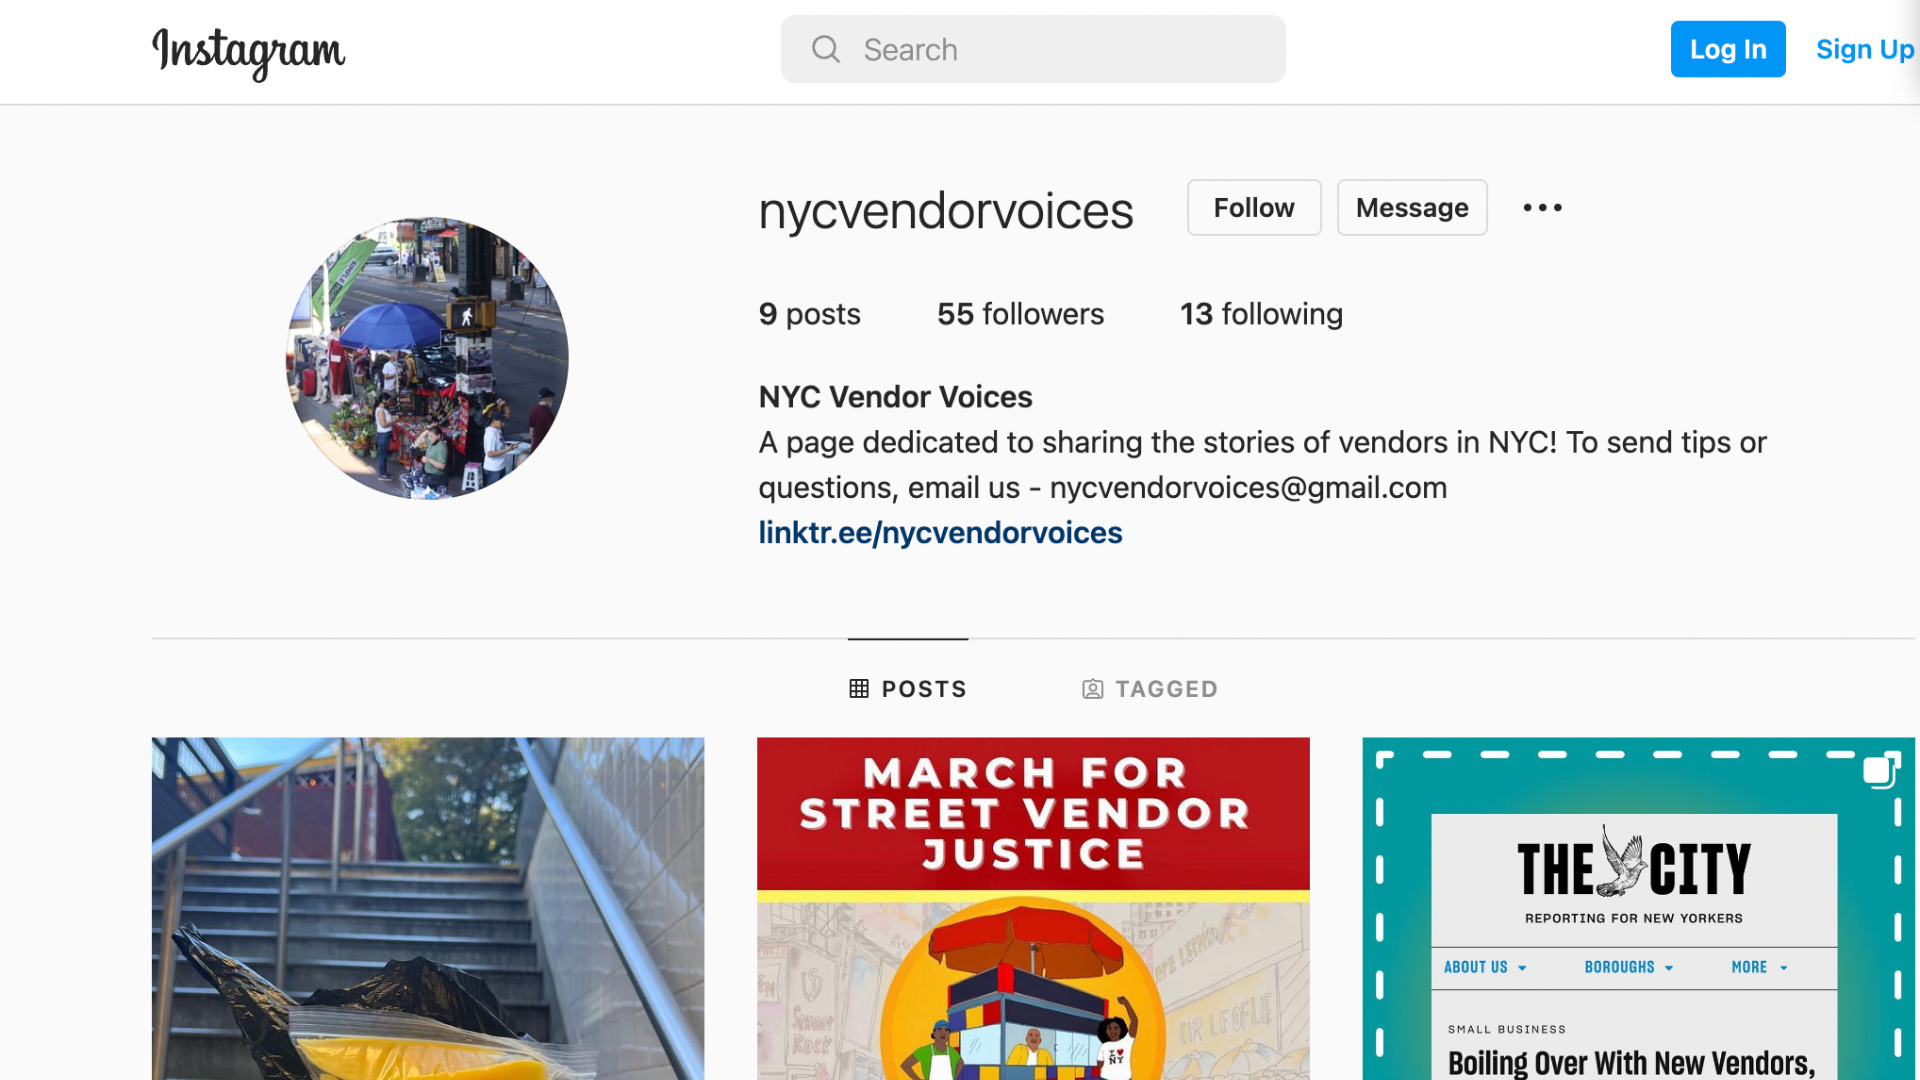 Instagram
Search
Log In
Sign Up
nycvendorvoices
Follow
Message
9 posts
55 followers
13 following
NYC Vendor Voices
A page dedicated to sharing the stories of vendors in NYC! To send tips or
questions, email us - nycvendorvoices@gmail.com
linktr.ee/nycvendorvoices
POSTS
TAGGED
MARCH FOR
STREET VENDOR
JUSTICE
I ♥
NY
THE CITY
REPORTING FOR NEW YORKERS
ABOUT US
BOROUGHS
MORE
SMALL BUSINESS
Boiling Over With New Vendors,